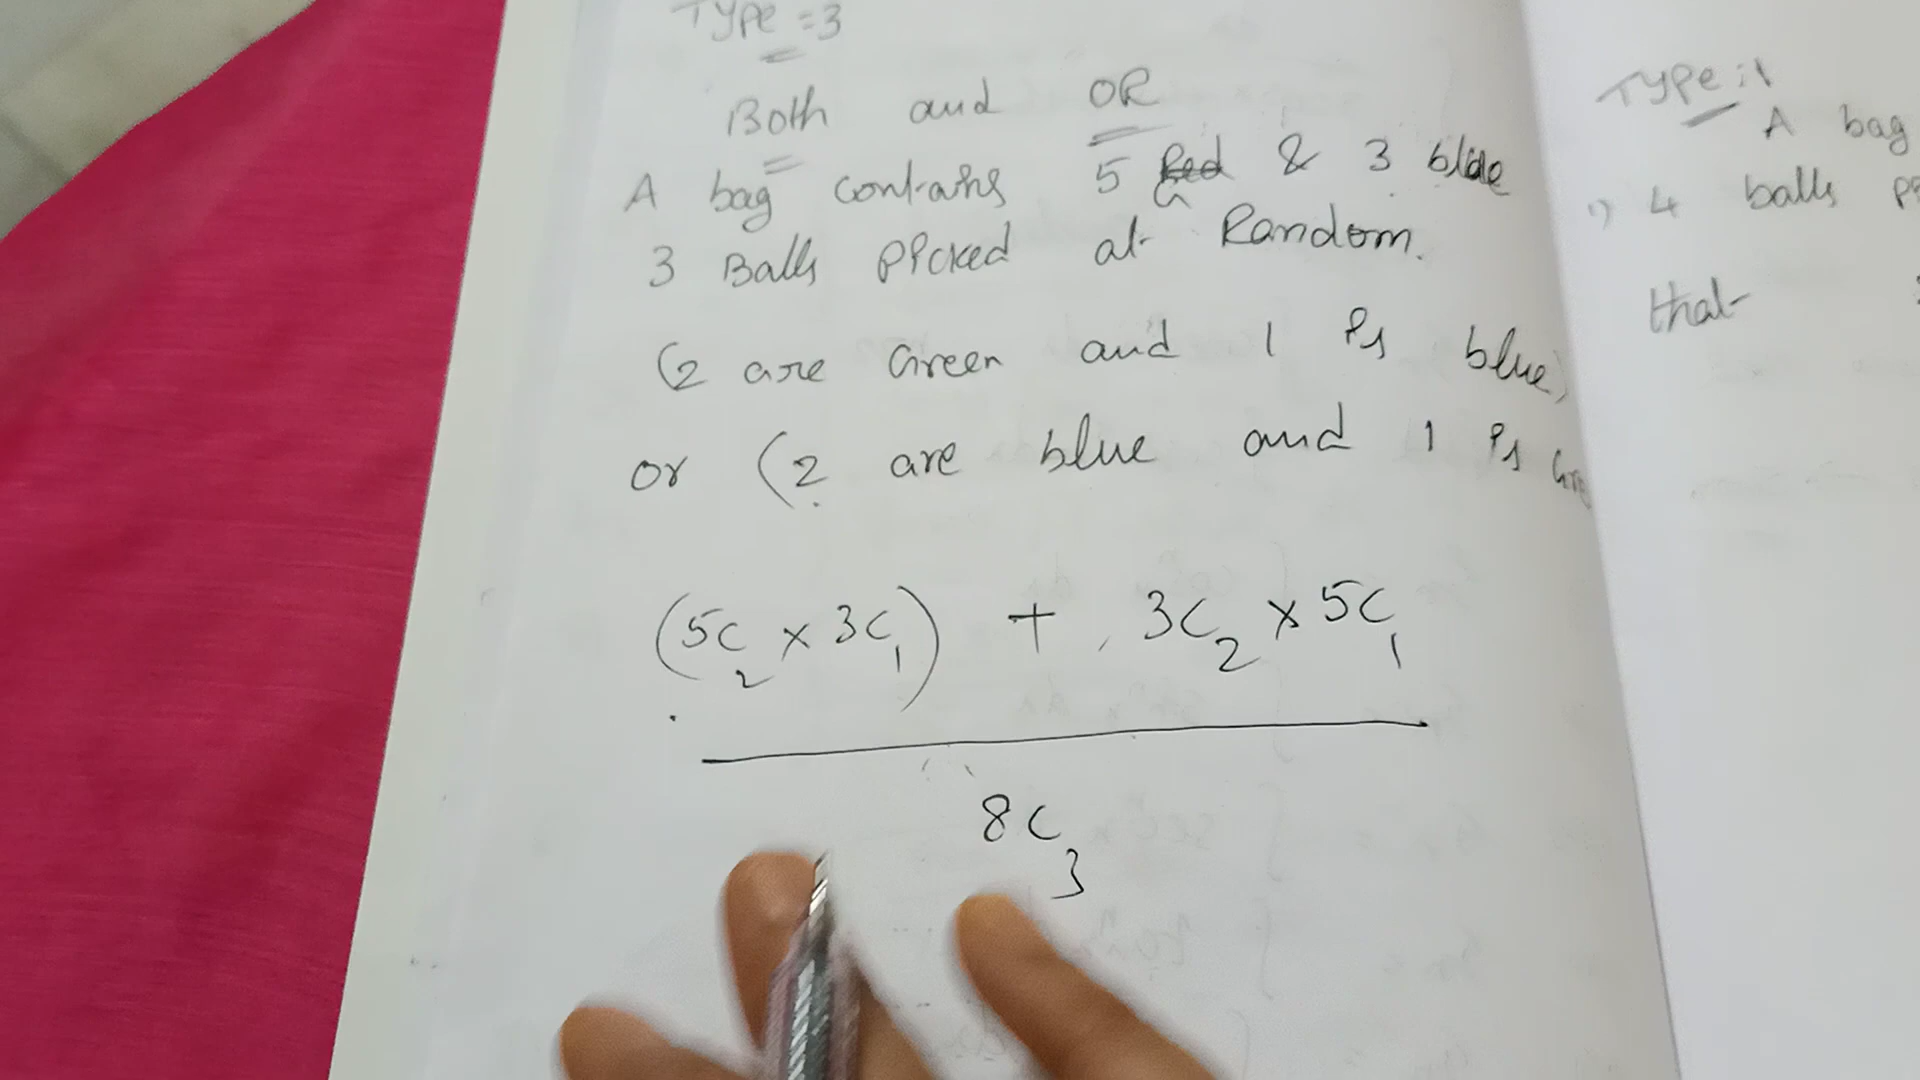 Type =3
Both and OR
A bag contains 5 G & 3 blue
3 Balls picked at Random.
(2 are Green and 1 is blue)
or (2 are blue and 1 is Gre
(5C2 x 3C1) + 3C2 x 5C1
8C3
Type:1
A bag
1) 4 balls
that